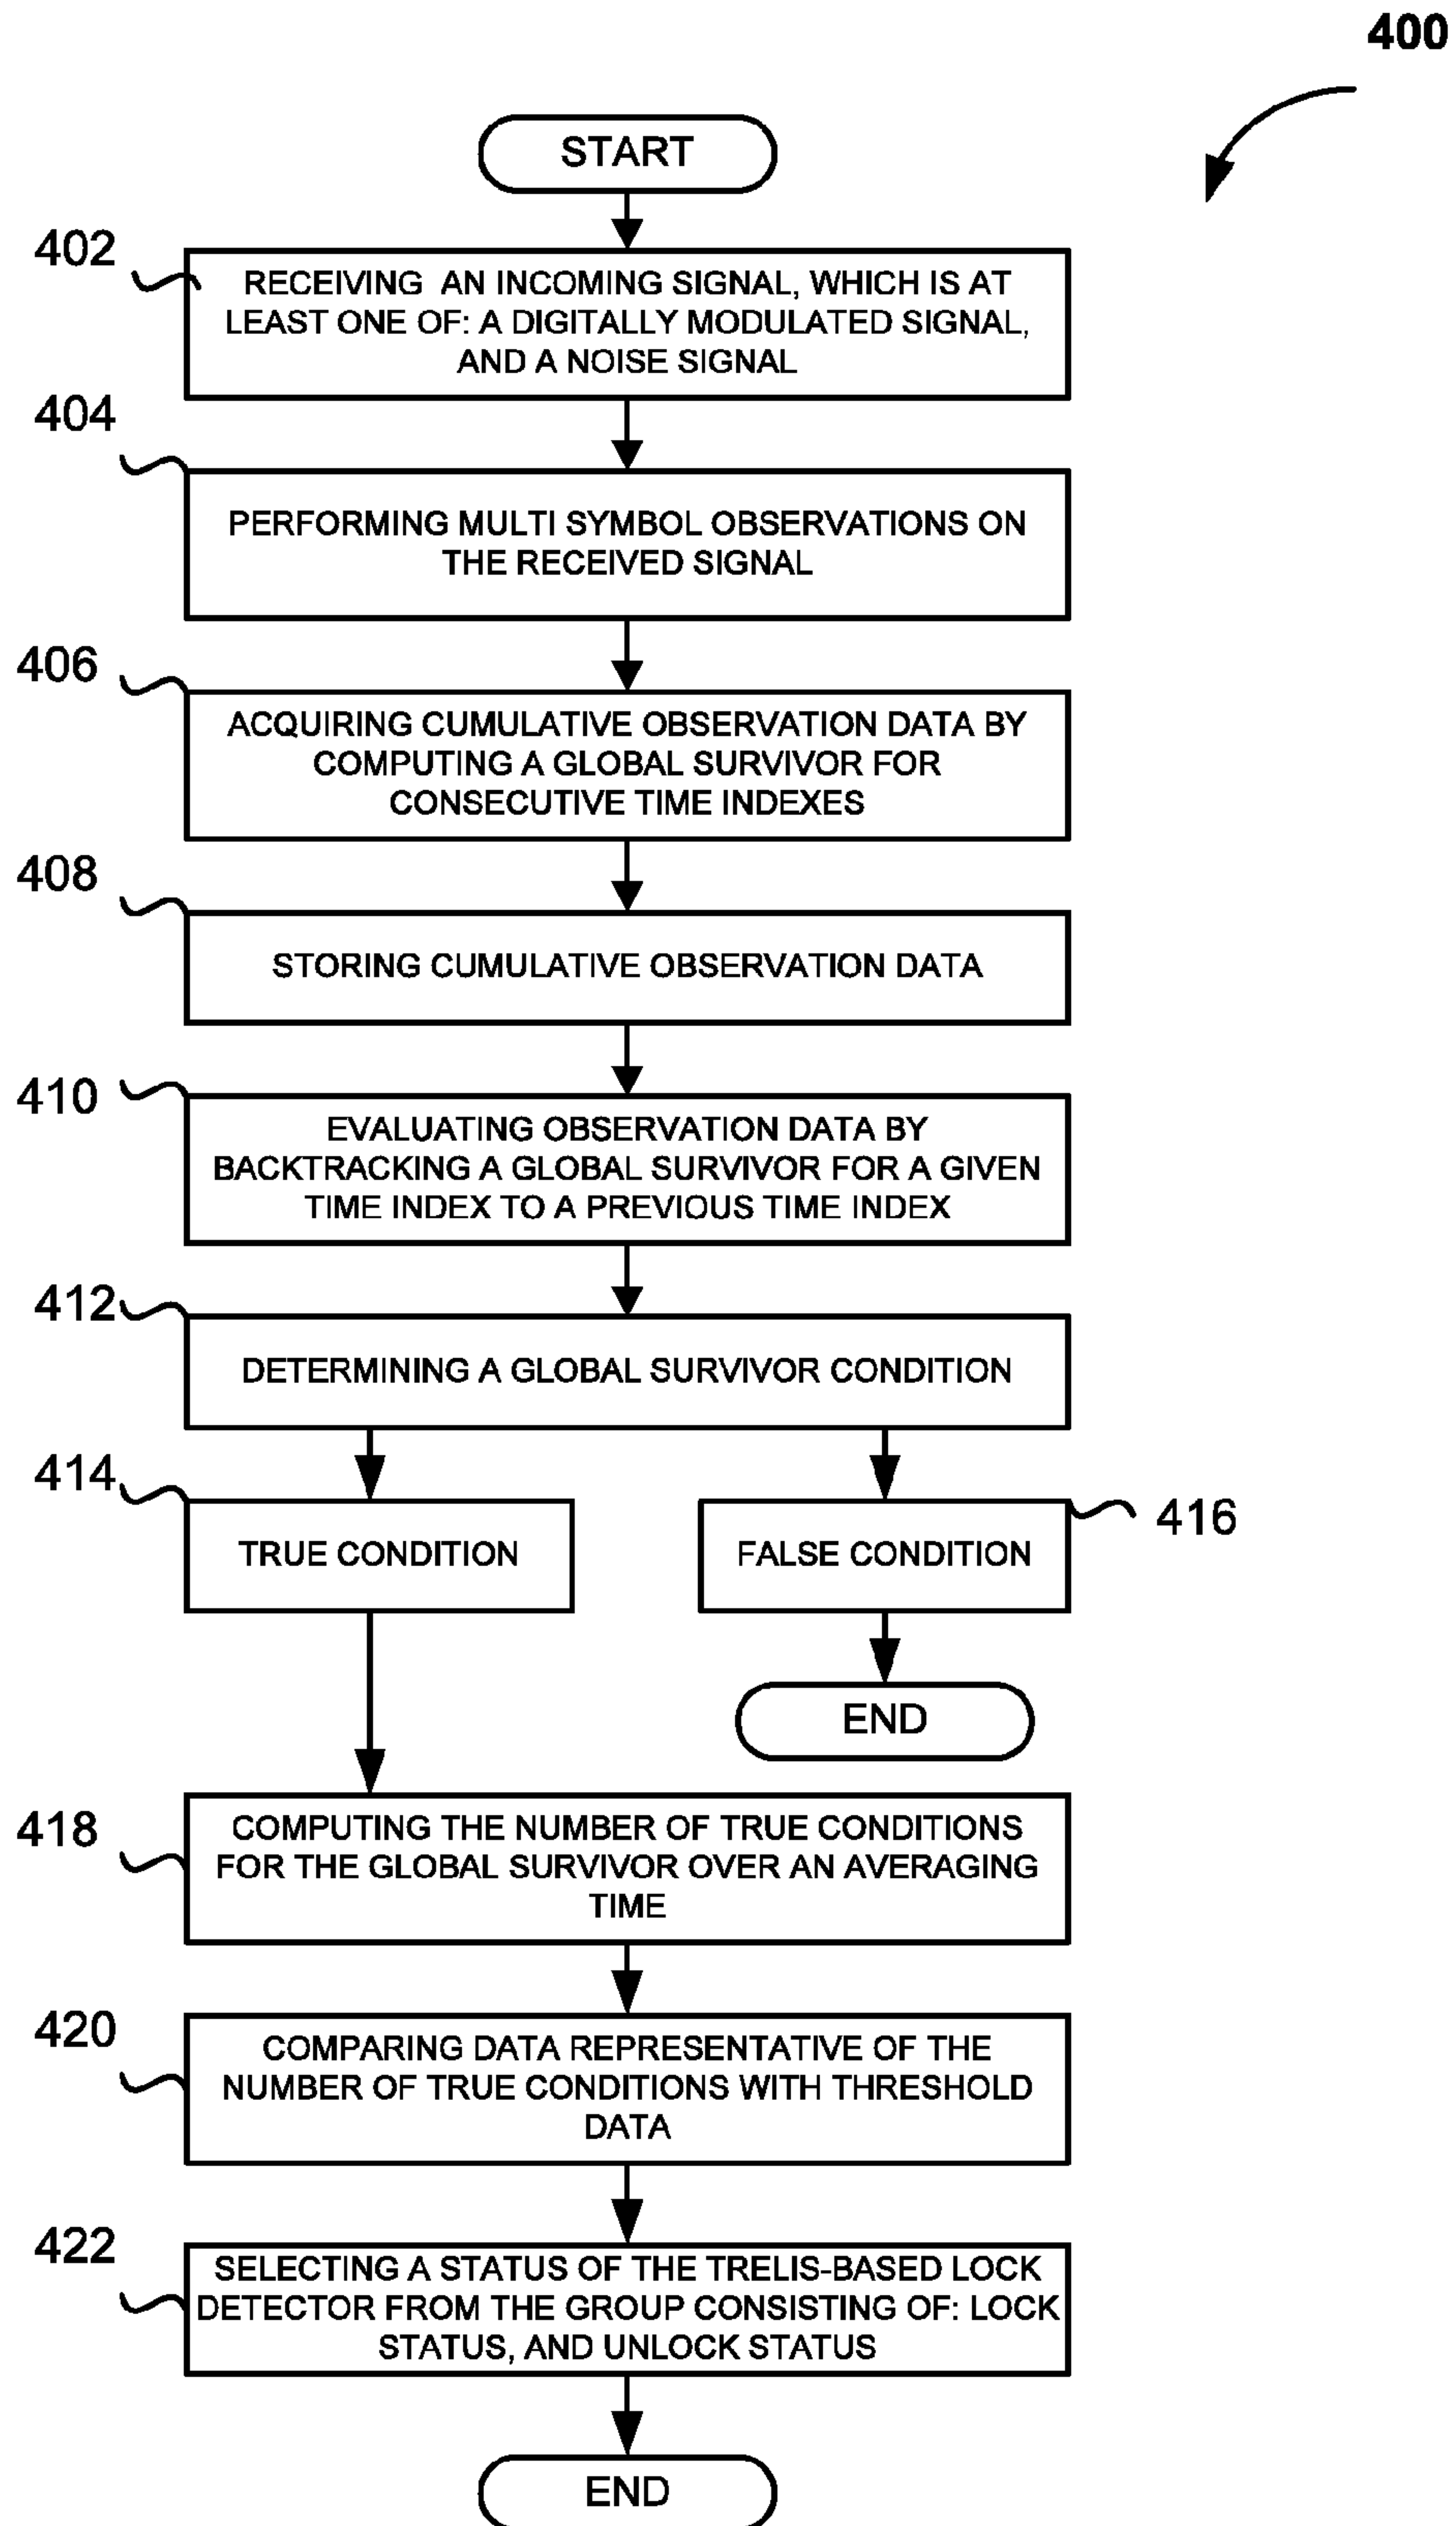 400
START
402
RECEIVING AN INCOMING SIGNAL, WHICH IS AT
LEAST ONE OF: A DIGITALLY MODULATED SIGNAL,
AND A NOISE SIGNAL
404
PERFORMING MULTI SYMBOL OBSERVATIONS ON
THE RECEIVED SIGNAL
406
ACQUIRING CUMULATIVE OBSERVATION DATA BY
COMPUTING A GLOBAL SURVIVOR FOR
CONSECUTIVE TIME INDEXES
408
STORING CUMULATIVE OBSERVATION DATA
410
EVALUATING OBSERVATION DATA BY
BACKTRACKING A GLOBAL SURVIVOR FOR A GIVEN
TIME INDEX TO A PREVIOUS TIME INDEX
412
DETERMINING A GLOBAL SURVIVOR CONDITION
414
TRUE CONDITION
FALSE CONDITION
416
END
418
COMPUTING THE NUMBER OF TRUE CONDITIONS
FOR THE GLOBAL SURVIVOR OVER AN AVERAGING
TIME
420
COMPARING DATA REPRESENTATIVE OF THE
NUMBER OF TRUE CONDITIONS WITH THRESHOLD
DATA
422
SELECTING A STATUS OF THE TRELIS-BASED LOCK
DETECTOR FROM THE GROUP CONSISTING OF: LOCK
STATUS, AND UNLOCK STATUS
END